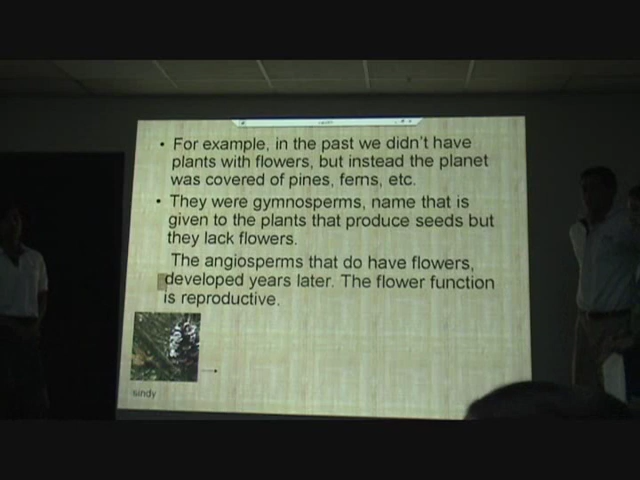 • For example, in the past we didn't have
plants with flowers, but instead the planet
was covered of pines, ferns, etc.
• They were gymnosperms, name that is
given to the plants that produce seeds but
they lack flowers.
The angiosperms that do have flowers,
developed years later. The flower function
is reproductive.
sindy